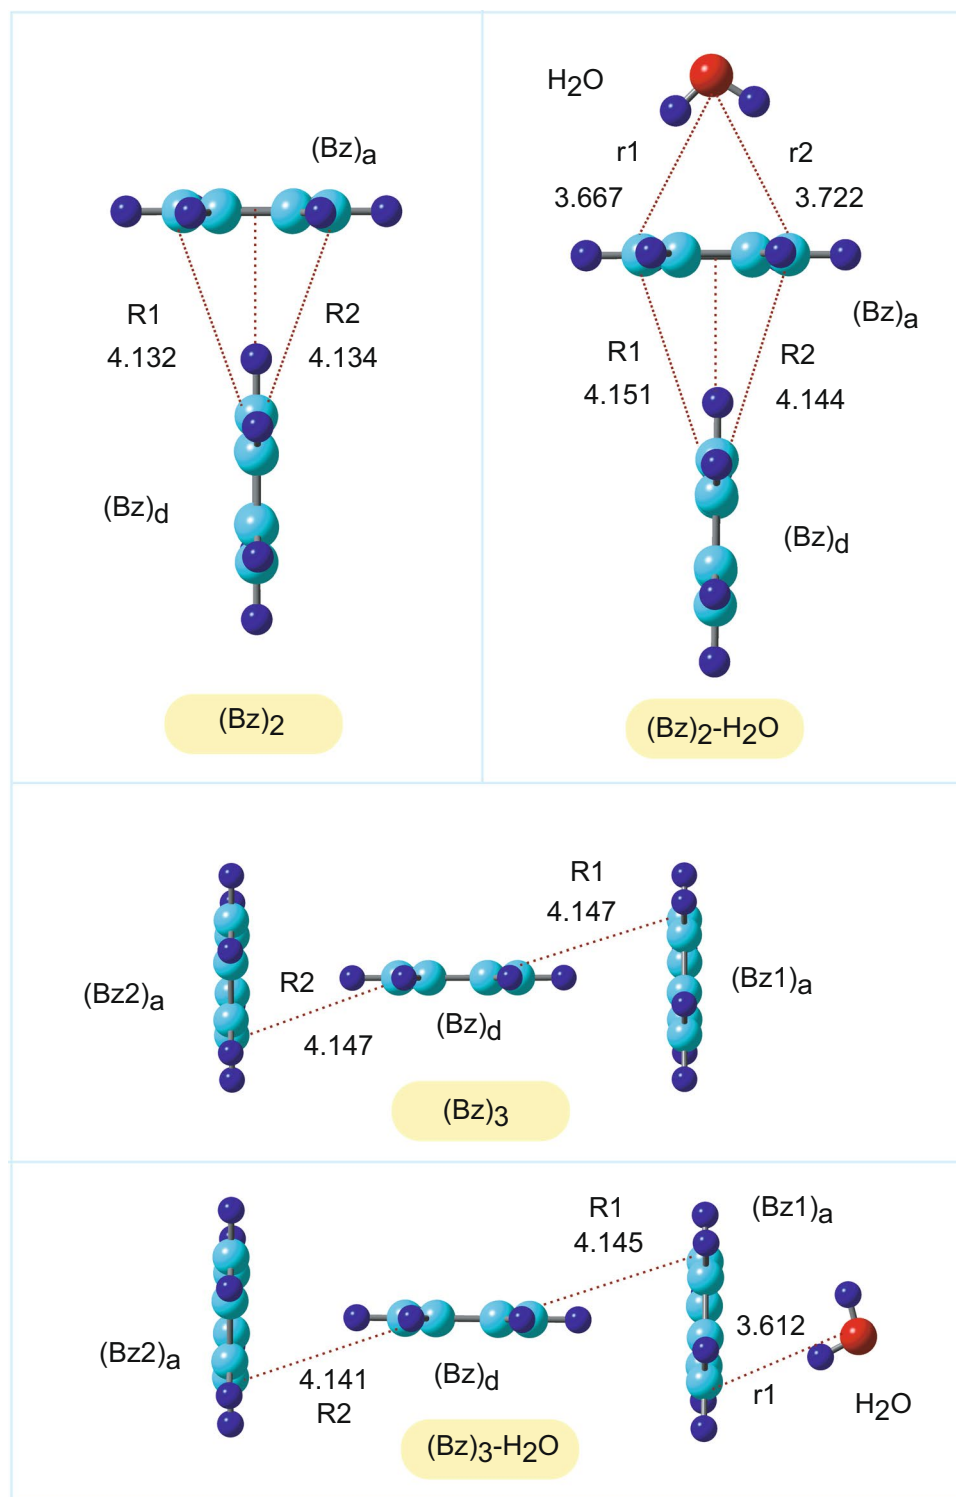 (Bz)a
R1
4.132
R2
4.134
(Bz)d
(Bz)2
H2O
r1
3.667
r2
3.722
(Bz)a
R1
4.151
R2
4.144
(Bz)d
(Bz)2-H2O
R1
4.147
(Bz2)a
R2
4.147
(Bz)d
(Bz1)a
(Bz)3
R1
4.145
(Bz1)a
(Bz2)a
4.141
R2
(Bz)d
3.612
r1
H2O
(Bz)3-H2O